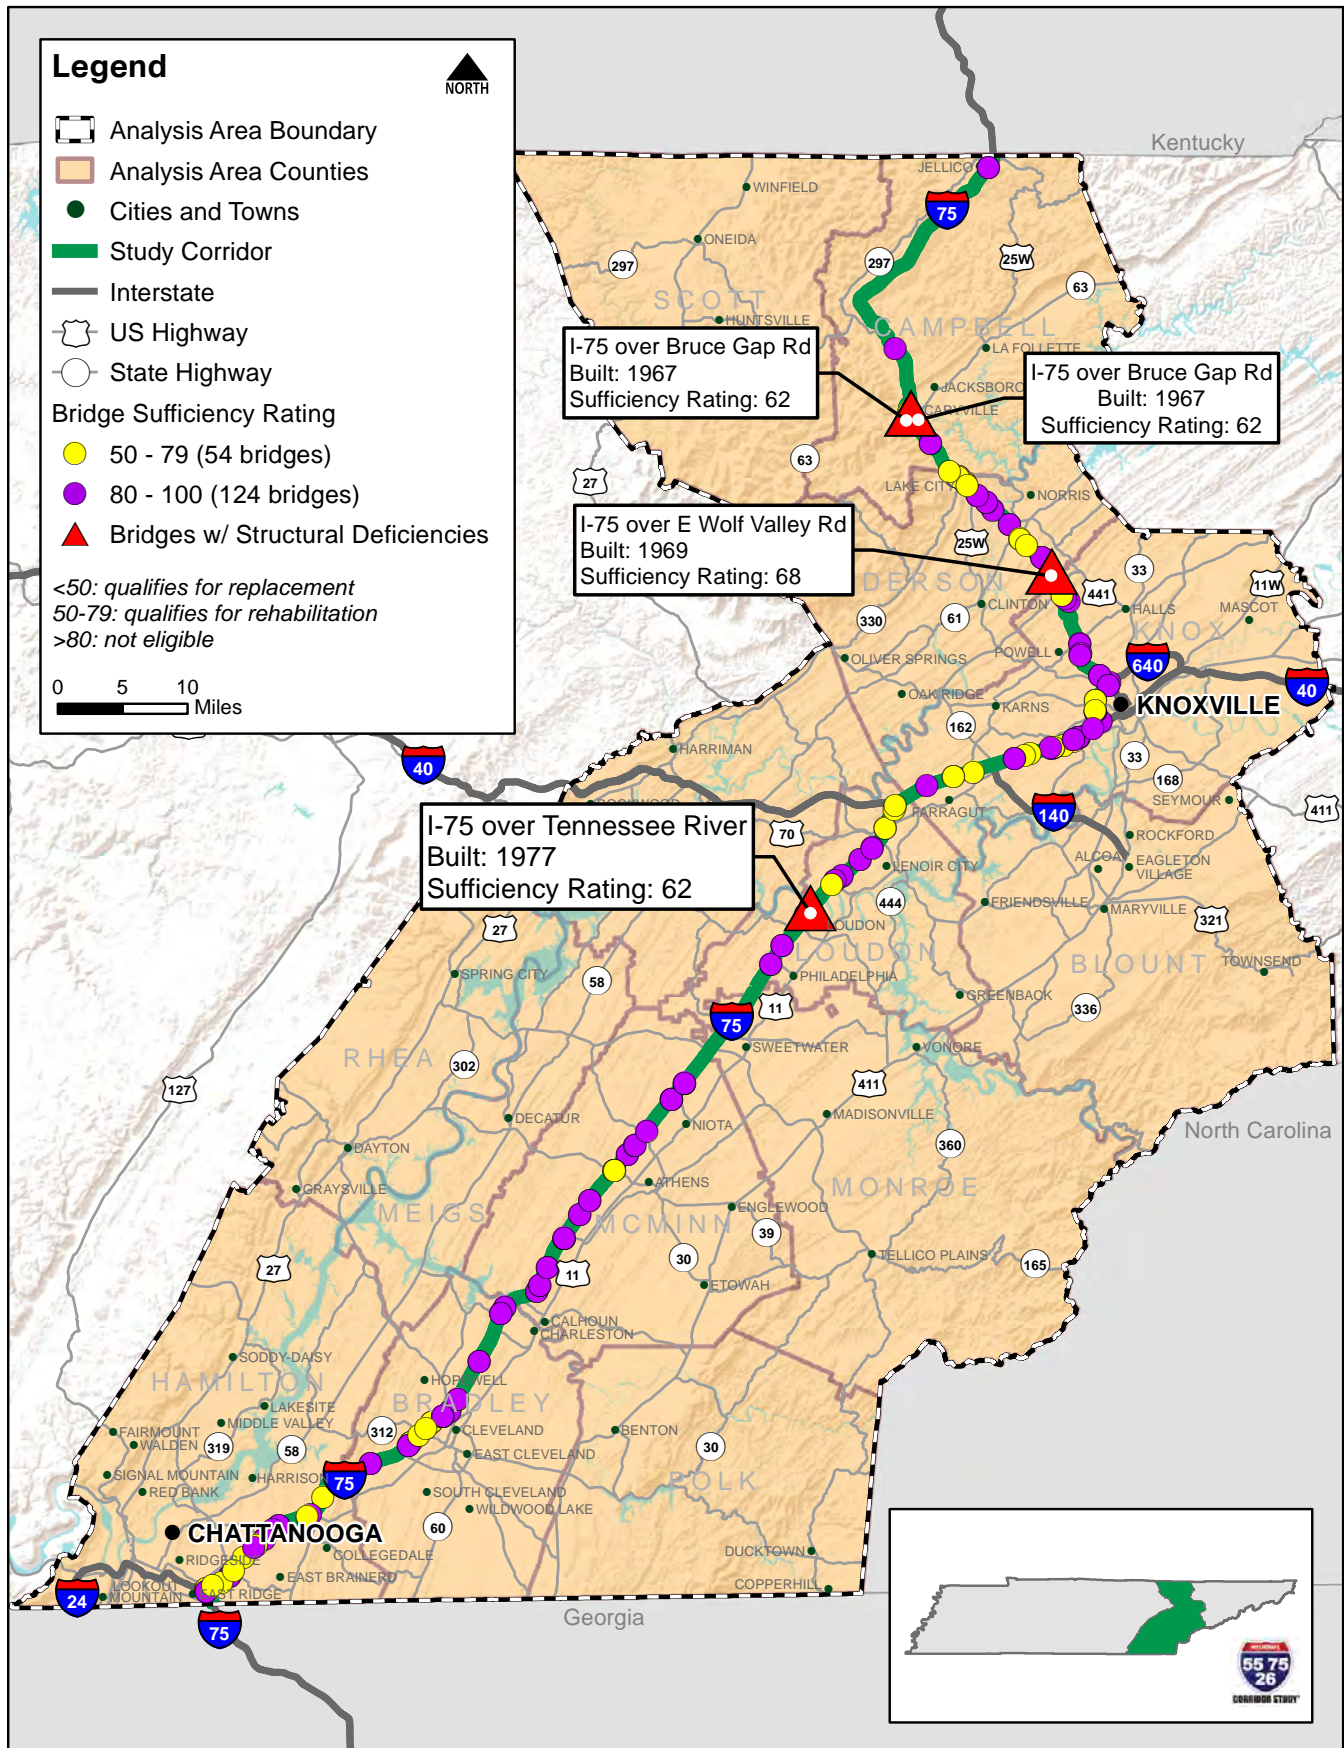 Legend
NORTH
Analysis Area Boundary
Analysis Area Counties
Cities and Towns
Study Corridor
Interstate
US Highway
State Highway
Bridge Sufficiency Rating
50 - 79 (54 bridges)
80 - 100 (124 bridges)
Bridges w/ Structural Deficiencies
<50: qualifies for replacement
50-79: qualifies for rehabilitation
>80: not eligible
0 5 10
Miles
Kentucky
JELLICO
WINFIELD
75
ONEIDA
297
297
25W
63
SCOTT
HUNTSVILLE
CAMPBELL
LA FOLLETTE
I-75 over Bruce Gap Rd
Built: 1967
Sufficiency Rating: 62
I-75 over Bruce Gap Rd
Built: 1967
Sufficiency Rating: 62
JACKSBORO
CARYVILLE
63
27
LAKE CITY
NORRIS
I-75 over E Wolf Valley Rd
Built: 1969
Sufficiency Rating: 68
25W
33
11W
DERSON
441
CLINTON
HALLS
MASCOT
330
61
KNOX
OLIVER SPRINGS
POWELL
640
40
OAK RIDGE
KARNS
KNOXVILLE
162
HARRIMAN
33
40
168
FARRAGUT
SEYMOUR
140
411
I-75 over Tennessee River
Built: 1977
Sufficiency Rating: 62
70
ROCKFORD
ALCOA
EAGLETON
VILLAGE
LENOIR CITY
444
FRIENDSVILLE
MARYVILLE
27
OUDON
321
LOUDON
BLOUNT
TOWNSEND
SPRING CITY
58
PHILADELPHIA
GREENBACK
336
11
75
RHEA
SWEETWATER
VONORE
302
411
127
DECATUR
MADISONVILLE
NIOTA
North Carolina
DAYTON
360
GRAYSVILLE
ATHENS
MONROE
MEIGS
MCMINN
ENGLEWOOD
39
30
TELLICO PLAINS
165
27
11
ETOWAH
CALHOUN
CHARLESTON
SODDY-DAISY
HAMILTON
HOPEWELL
BRADLEY
LAKESITE
MIDDLE VALLEY
FAIRMOUNT
WALDEN
319
58
312
CLEVELAND
BENTON
30
EAST CLEVELAND
SIGNAL MOUNTAIN
HARRISON
75
POLK
RED BANK
SOUTH CLEVELAND
WILDWOOD LAKE
CHATTANOOGA
60
RIDGESIDE
COLLEGEDALE
DUCKTOWN
EAST BRAINERD
LOOKOUT
MOUNTAIN
EAST RIDGE
COPPERHILL
24
75
Georgia
55 75
26
CORRIDOR STUDY